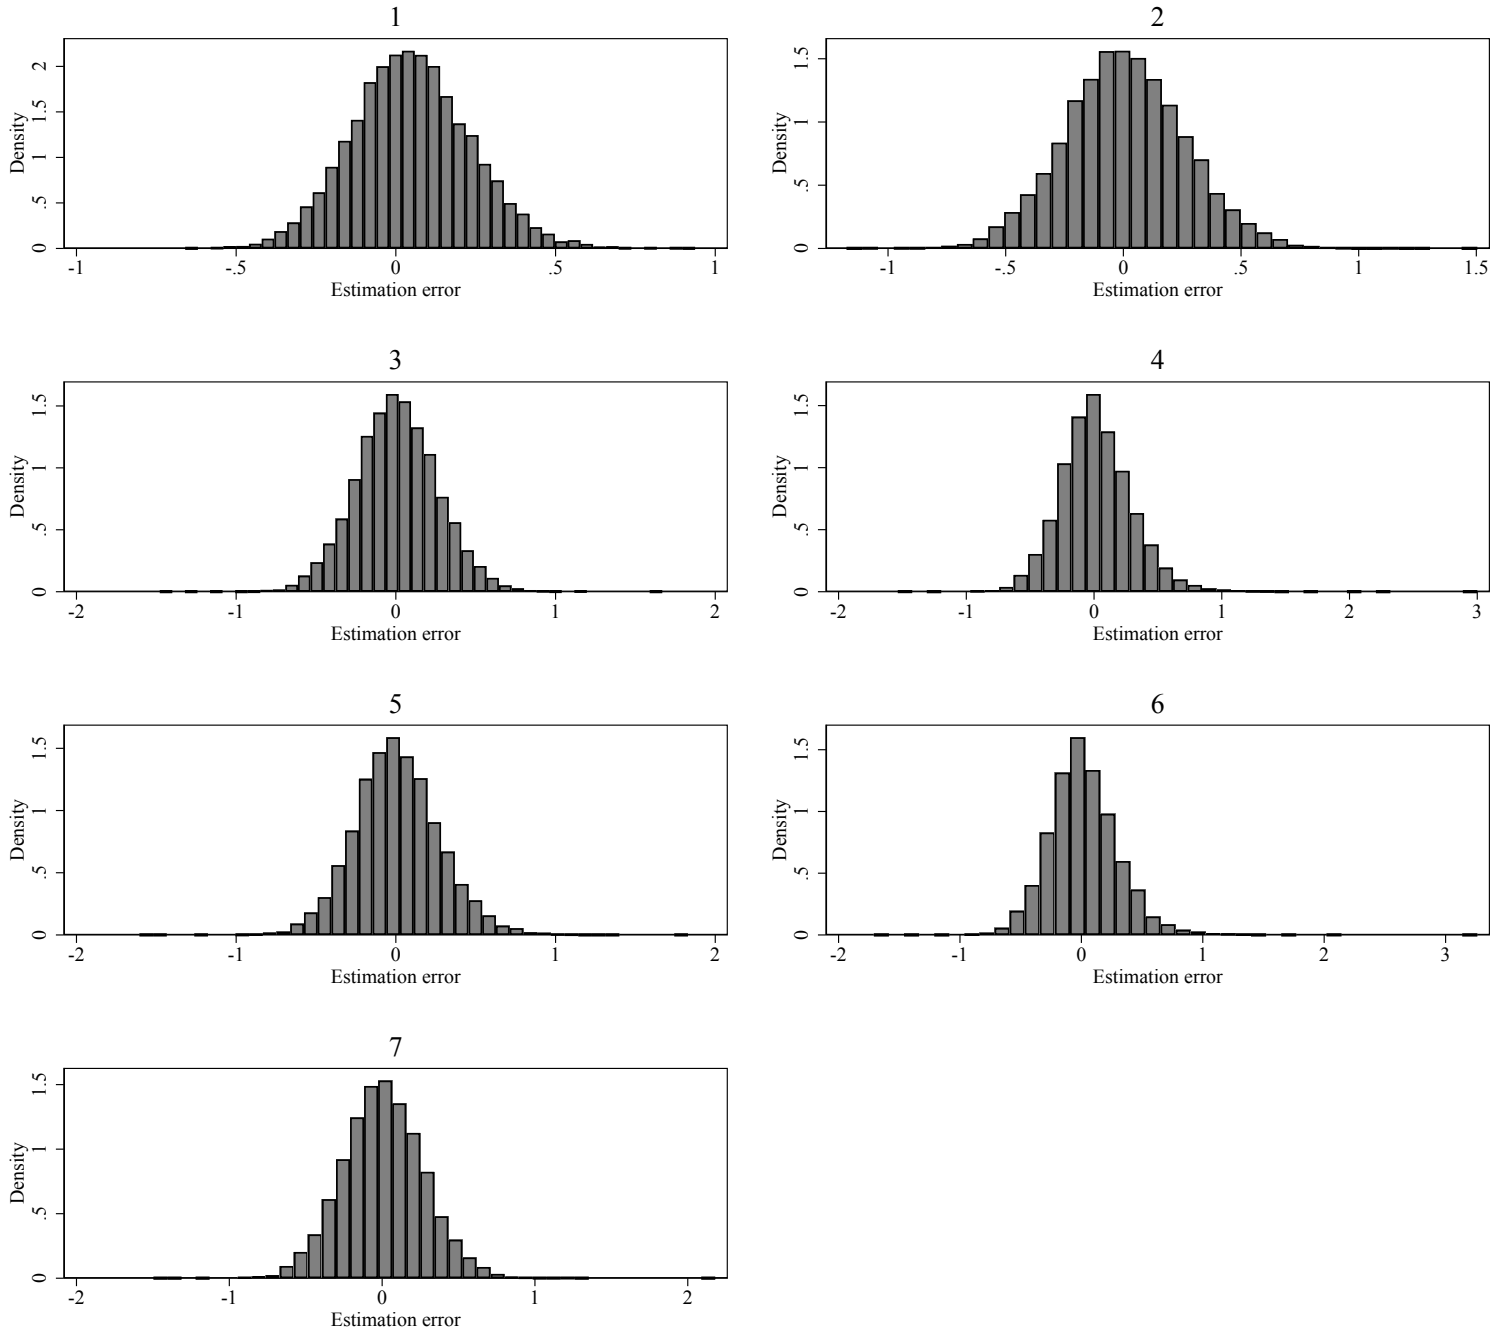 1
Density
0 .5 1 1.5 2
-1 -.5 0 .5 1
Estimation error
2
Density
0 .5 1 1.5
-1 -.5 0 .5 1 1.5
Estimation error
3
Density
0 .5 1 1.5
-2 -1 0 1 2
Estimation error
4
Density
0 .5 1 1.5
-2 -1 0 1 2 3
Estimation error
5
Density
0 .5 1 1.5
-2 -1 0 1 2
Estimation error
6
Density
0 .5 1 1.5
-2 -1 0 1 2 3
Estimation error
7
Density
0 .5 1 1.5
-2 -1 0 1 2
Estimation error